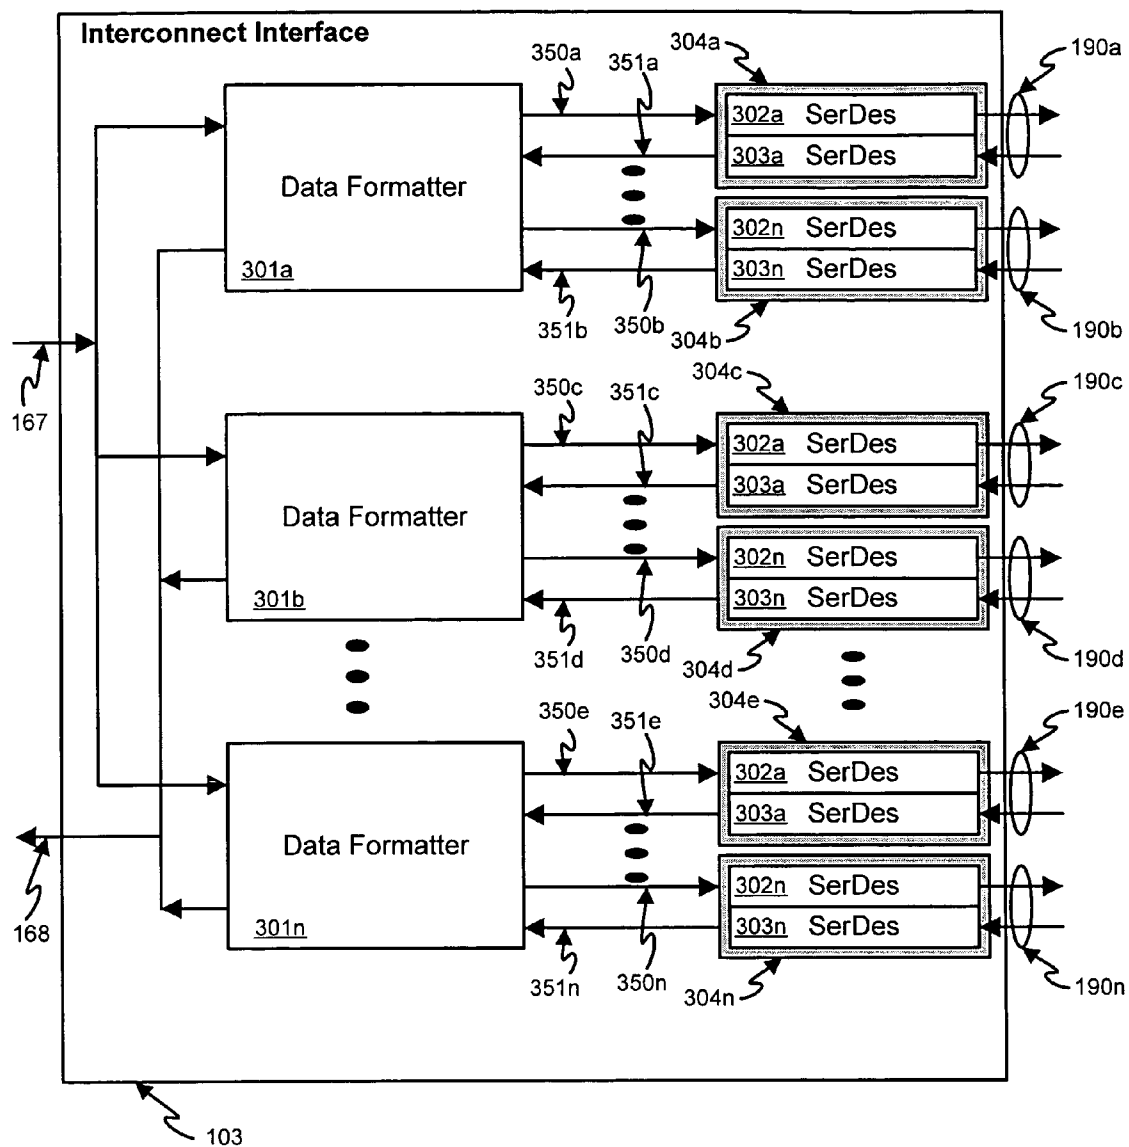 Interconnect Interface
350a
351a
304a
190a
302a SerDes
303a SerDes
Data Formatter
302n SerDes
303n SerDes
301a
351b
350b
304b
190b
167
350c
351c
304c
190c
302a SerDes
303a SerDes
Data Formatter
302n SerDes
303n SerDes
301b
351d
350d
304d
190d
350e
351e
304e
190e
302a SerDes
303a SerDes
Data Formatter
302n SerDes
303n SerDes
301n
168
351n
350n
304n
190n
103